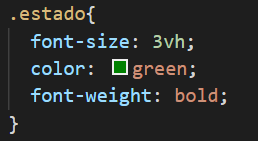 .estado{
font-size: 3vh;
color: green;
font-weight: bold;
}